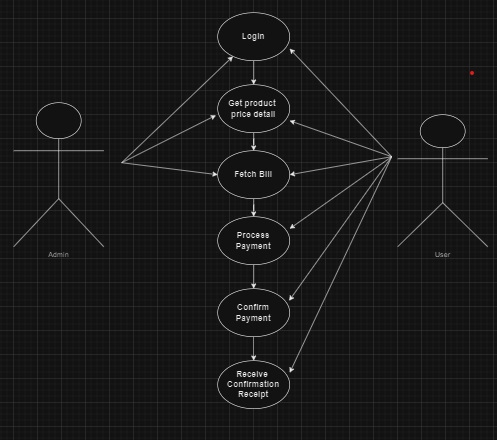 Login
Get product
price detail
Fetch Bill
Process
Payment
Admin
User
Confirm
Payment
Receive
Confirmation
Receipt